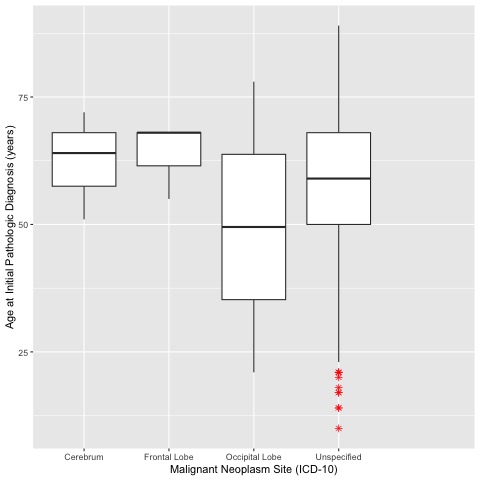 Age at Initial Pathologic Diagnosis (years)
75
50
25
Cerebrum
Frontal Lobe
Occipital Lobe
Unspecified
Malignant Neoplasm Site (ICD-10)